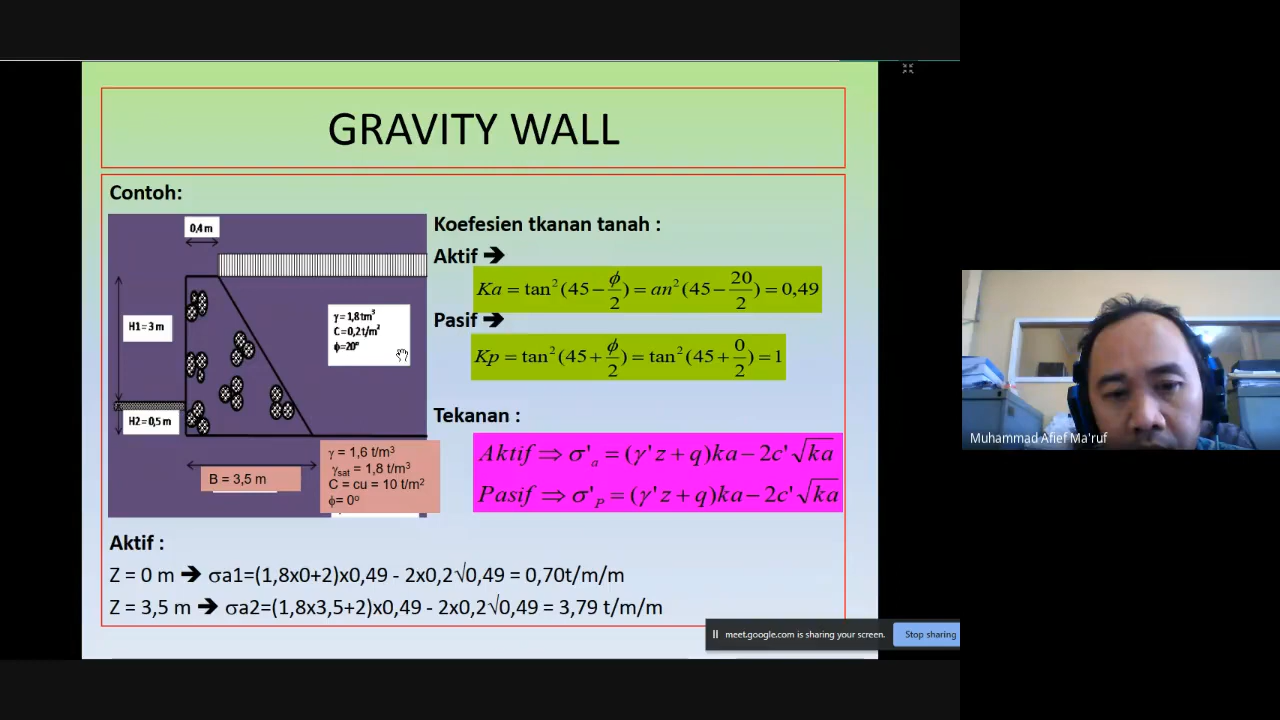 GRAVITY WALL
Contoh:
0,4 m
H1 = 3 m
γ = 1,8 tm³
C = 0,2 t/m²
ϕ=20°
H2 = 0,5 m
B = 3,5 m
γ = 1,6 t/m³
γsat = 1,8 t/m³
C = cu = 10 t/m²
ϕ= 0º
Koefesien tkanan tanah :
Aktif ➔
Ka = tan²(45−ϕ/2) = an²(45−20/2) = 0,49
Pasif ➔
Kp = tan²(45+ϕ/2) = tan²(45+0/2) = 1
Tekanan :
Aktif ⇒ σ'a = (γ'z + q)ka − 2c'√ka
Pasif ⇒ σ'P = (γ'z + q)ka − 2c'√ka
Aktif :
Z = 0 m ➔ σa1=(1,8x0+2)x0,49 - 2x0,2√0,49 = 0,70t/m/m
Z = 3,5 m ➔ σa2=(1,8x3,5+2)x0,49 - 2x0,2√0,49 = 3,79 t/m/m
meet.google.com is sharing your screen.
Stop sharing
Muhammad Afief Ma'ruf